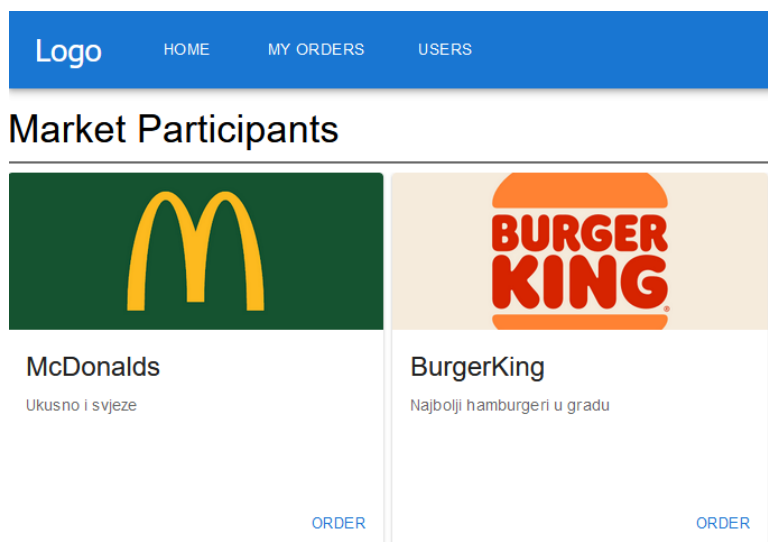 Logo HOME MY ORDERS USERS
Market Participants
BURGER
KING
McDonalds
Ukusno i svjeze
ORDER
BurgerKing
Najbolji hamburgeri u gradu
ORDER